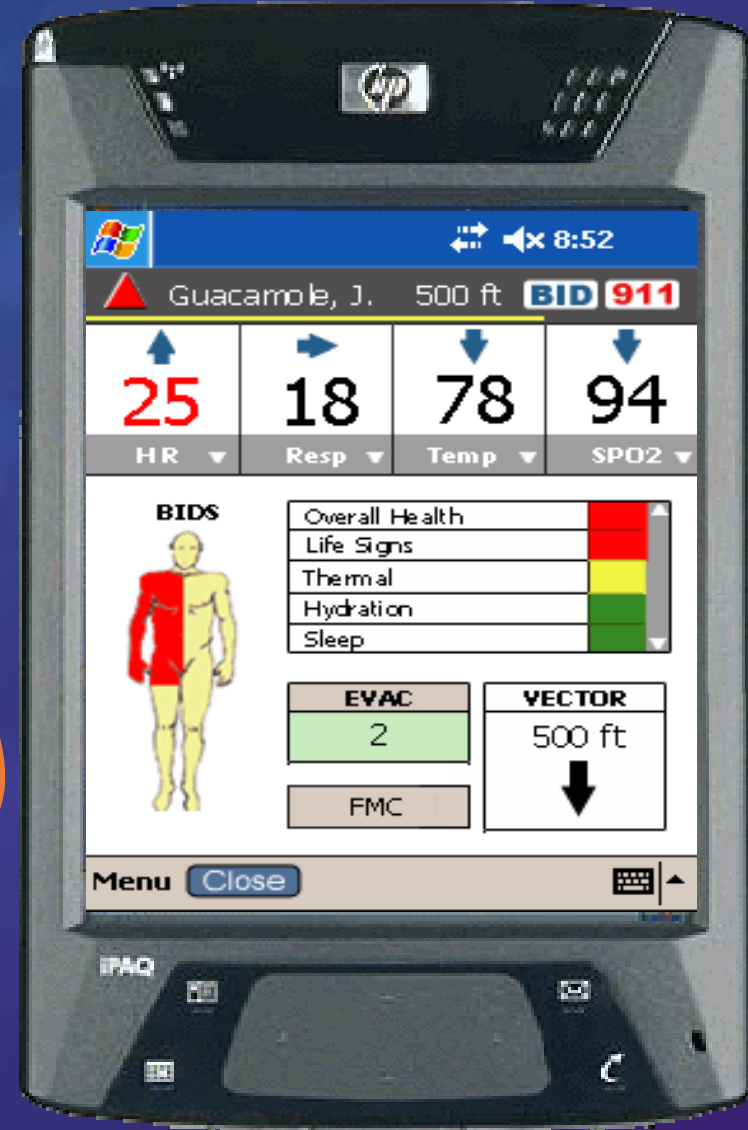 hp
8:52
Guacamole, J. 500 ft BID 911
25 18 78 94
HR Resp Temp SPO2
BIDS
Overall Health
Life Signs
Thermal
Hydration
Sleep
EVAC
2
FMC
VECTOR
500 ft
Menu Close
iPAQ